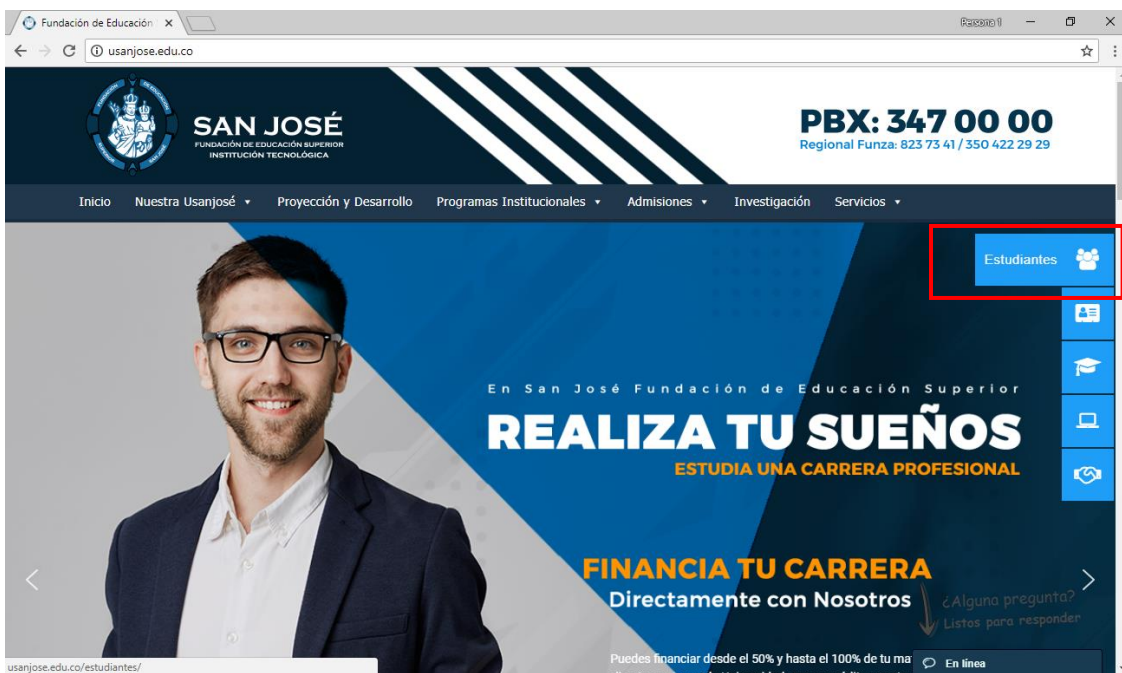 Fundación de Educación
Persona 1
usanjose.edu.co
SAN JOSÉ
FUNDACIÓN DE EDUCACIÓN SUPERIOR
INSTITUCIÓN TECNOLÓGICA
PBX: 347 00 00
Regional Funza: 823 73 41 / 350 422 29 29
Inicio Nuestra Usanjosé Proyección y Desarrollo Programas Institucionales Admisiones Investigación Servicios
Estudiantes
En San José Fundación de Educación Superior
REALIZA TU SUEÑOS
ESTUDIA UNA CARRERA PROFESIONAL
FINANCIA TU CARRERA
Directamente con Nosotros
¿Alguna pregunta?
Listos para responder
Puedes financiar desde el 50% y hasta el 100% de tu
En línea
usanjose.edu.co/estudiantes/